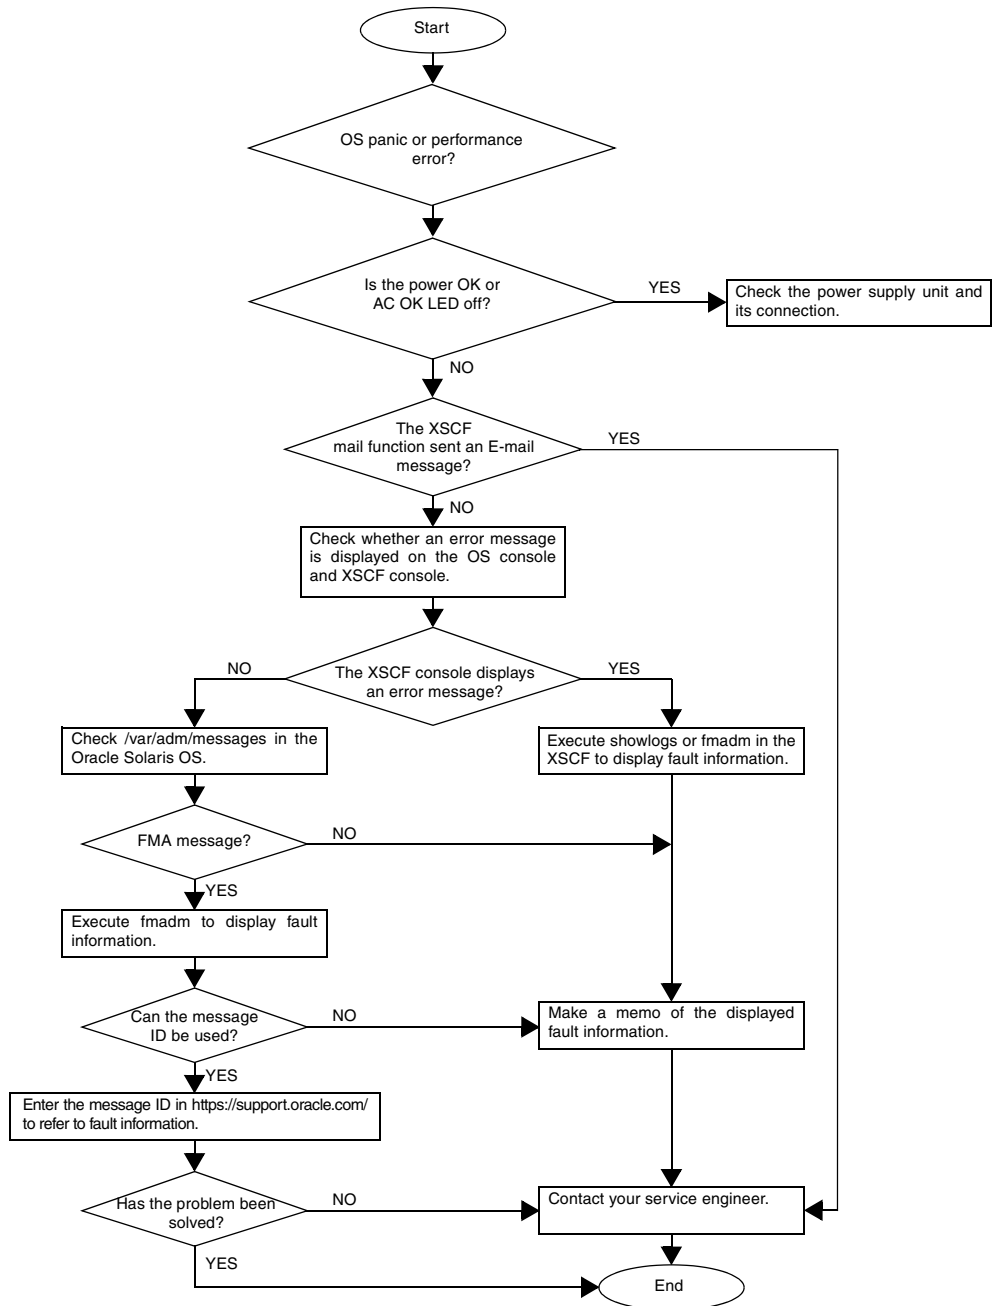 Start
OS panic or performance
error?
Is the power OK or
AC OK LED off?
YES
Check the power supply unit and
its connection.
NO
The XSCF
mail function sent an E-mail
message?
YES
NO
Check whether an error message
is displayed on the OS console
and XSCF console.
NO
The XSCF console displays
an error message?
YES
Check /var/adm/messages in the
Oracle Solaris OS.
Execute showlogs or fmadm in the
XSCF to display fault information.
FMA message?
NO
YES
Execute fmadm to display fault
information.
Can the message
ID be used?
NO
Make a memo of the displayed
fault information.
YES
Enter the message ID in https://support.oracle.com/
to refer to fault information.
Has the problem been
solved?
NO
Contact your service engineer.
YES
End